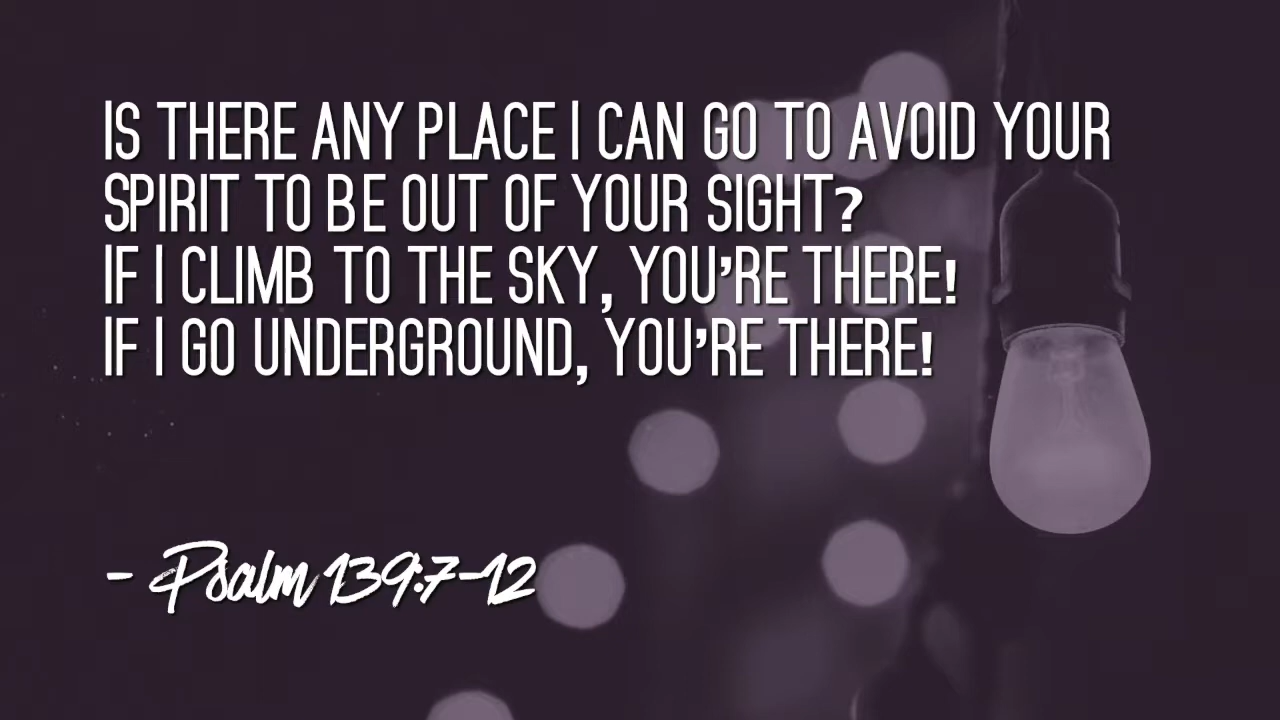 IS THERE ANY PLACE I CAN GO TO AVOID YOUR
SPIRIT TO BE OUT OF YOUR SIGHT?
IF I CLIMB TO THE SKY, YOU'RE THERE!
IF I GO UNDERGROUND, YOU'RE THERE!
- Psalm 139:7-12